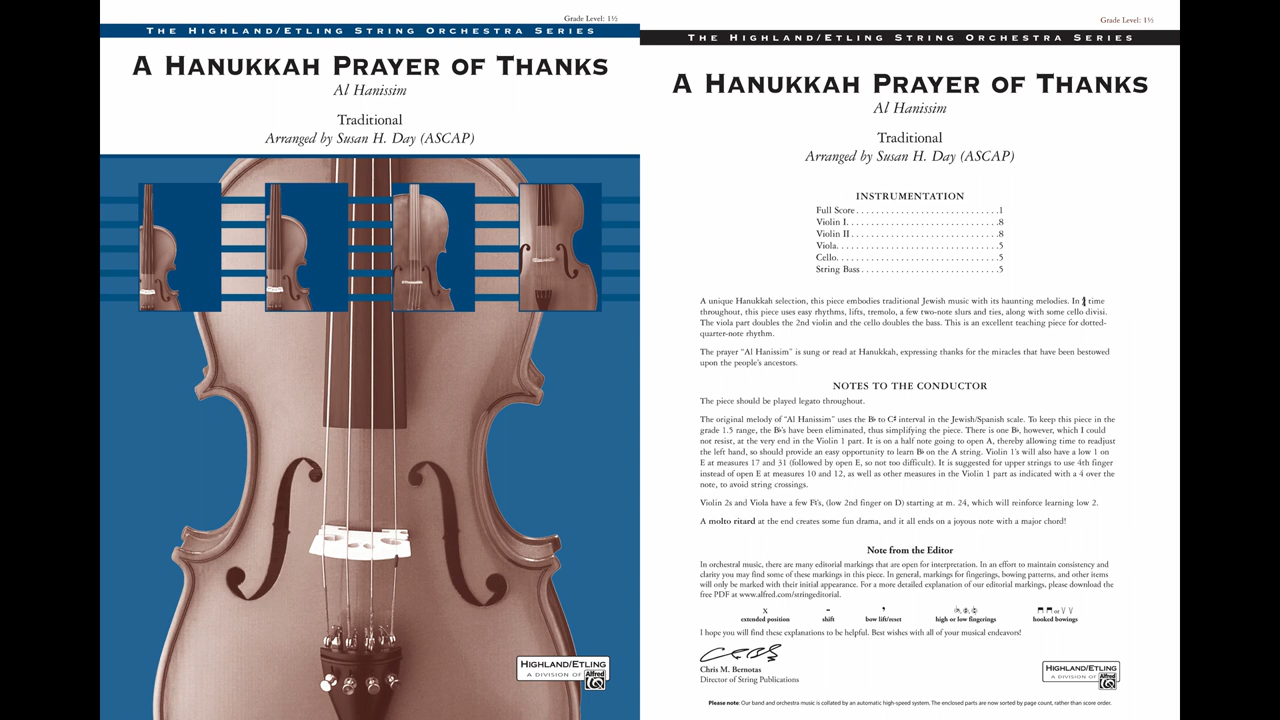 Grade Level: 1½
THE HIGHLAND/ETLING STRING ORCHESTRA SERIES
A HANUKKAH PRAYER OF THANKS
Al Hanissim
Traditional
Arranged by Susan H. Day (ASCAP)
HIGHLAND/ETLING
A DIVISION OF Alfred
Grade Level: 1½
THE HIGHLAND/ETLING STRING ORCHESTRA SERIES
A HANUKKAH PRAYER OF THANKS
Al Hanissim
Traditional
Arranged by Susan H. Day (ASCAP)
INSTRUMENTATION
Full Score . . . . . . . . . . . . . . . . . . . . . . . . . . . .1
Violin I. . . . . . . . . . . . . . . . . . . . . . . . . . . . . .8
Violin II . . . . . . . . . . . . . . . . . . . . . . . . . . . . .8
Viola. . . . . . . . . . . . . . . . . . . . . . . . . . . . . . . .5
Cello. . . . . . . . . . . . . . . . . . . . . . . . . . . . . . . .5
String Bass . . . . . . . . . . . . . . . . . . . . . . . . . . .5
A unique Hanukkah selection, this piece embodies traditional Jewish music with its haunting melodies. In time
throughout, this piece uses easy rhythms, lifts, tremolo, a few two-note slurs and ties, along with some cello divisi.
The viola part doubles the 2nd violin and the cello doubles the bass. This is an excellent teaching piece for dotted-
quarter-note rhythm.
The prayer “Al Hanissim” is sung or read at Hanukkah, expressing thanks for the miracles that have been bestowed
upon the people’s ancestors.
NOTES TO THE CONDUCTOR
The piece should be played legato throughout.
The original melody of “Al Hanissim” uses the B♭ to C♯ interval in the Jewish/Spanish scale. To keep this piece in the
grade 1.5 range, the B♭’s have been eliminated, thus simplifying the piece. There is one B♭, however, which I could
not resist, at the very end in the Violin 1 part. It is on a half note going to open A, thereby allowing time to readjust
the left hand, so should provide an easy opportunity to learn B♭ on the A string. Violin 1’s will also have a low 1 on
E at measures 17 and 31 (followed by open E, so not too difficult). It is suggested for upper strings to use 4th finger
instead of open E at measures 10 and 12, as well as other measures in the Violin 1 part as indicated with a 4 over the
note, to avoid string crossings.
Violin 2s and Viola have a few F♮’s, (low 2nd finger on D) starting at m. 24, which will reinforce learning low 2.
A molto ritard at the end creates some fun drama, and it all ends on a joyous note with a major chord!
Note from the Editor
In orchestral music, there are many editorial markings that are open for interpretation. In an effort to maintain consistency and
clarity you may find some of these markings in this piece. In general, markings for fingerings, bowing patterns, and other items
will only be marked with their initial appearance. For a more detailed explanation of our editorial markings, please download the
free PDF at www.alfred.com/stringeditorial.
x - ’ or
extended position shift bow lift/reset high or low fingerings hooked bowings
I hope you will find these explanations to be helpful. Best wishes with all of your musical endeavors!
Chris M. Bernotas
Director of String Publications
HIGHLAND/ETLING
A DIVISION OF Alfred
Please note: Our band and orchestra music is collated by an automatic high-speed system. The enclosed parts are now sorted by page count, rather than score order.